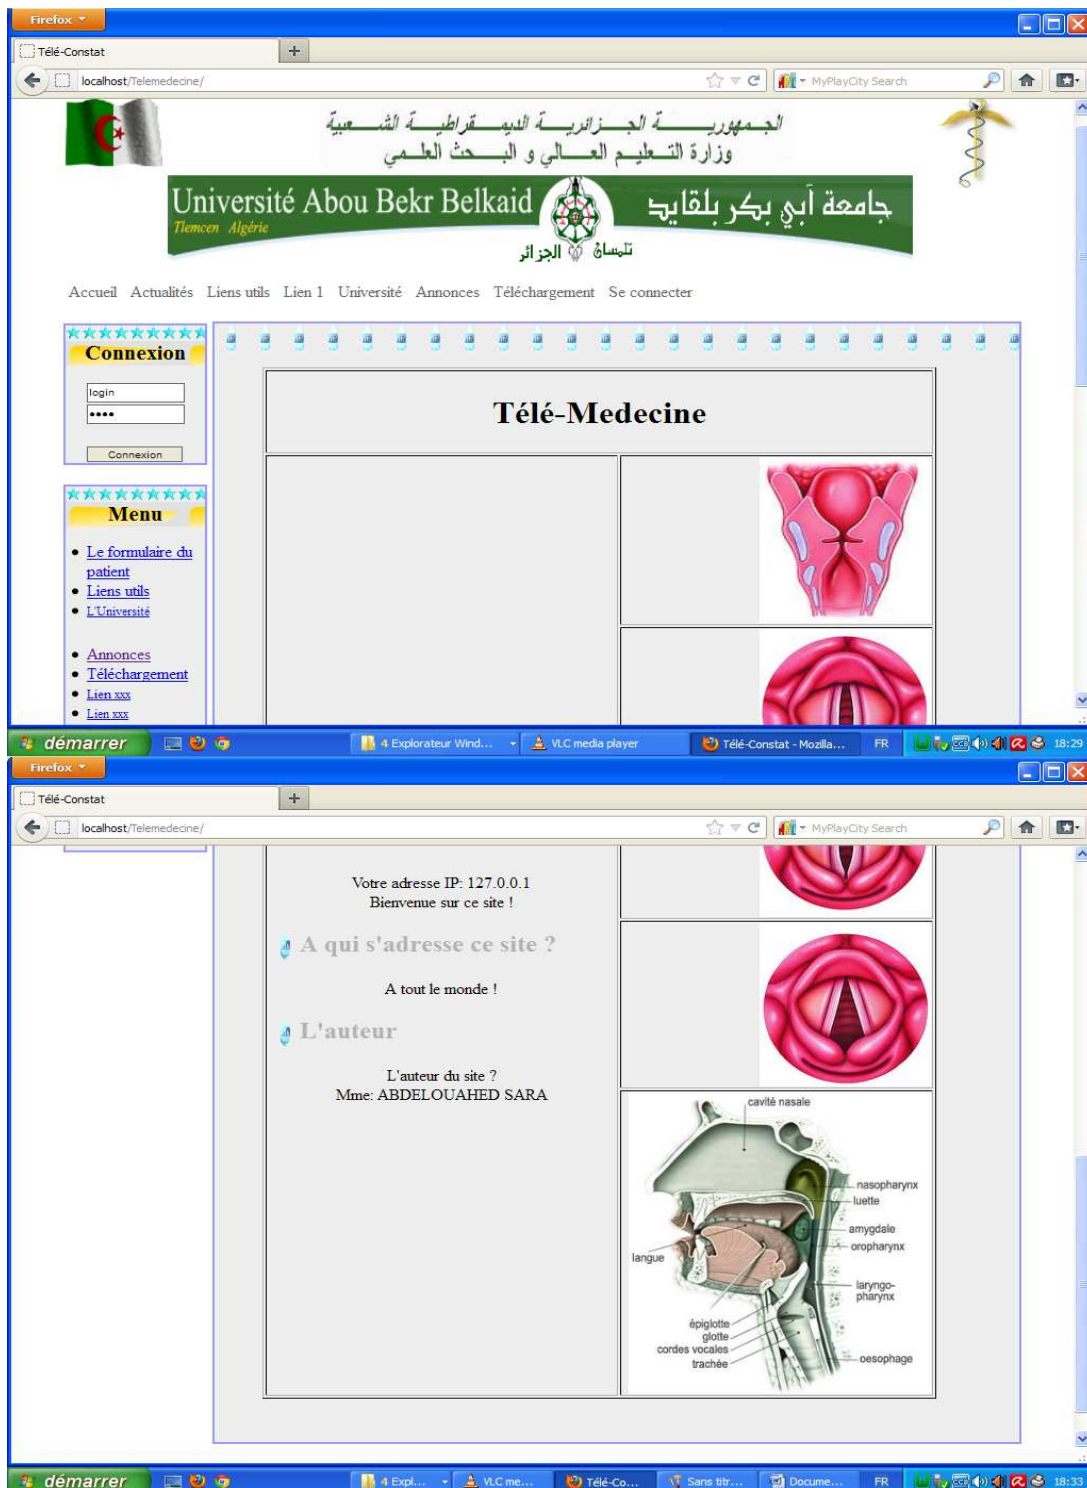 Firefox
Télé-Constat
localhost/Telemedecine/
MyPlayCity Search
الجمهورية الجزائرية الديمقراطية الشعبية
وزارة التعليم العالي و البحث العلمي
Université Abou Bekr Belkaid
جامعة أبي بكر بلقايد
Tlemcen Algérie
تلمسان الجزائر
Accueil Actualités Liens utils Lien 1 Université Annonces Téléchargement Se connecter
Connexion
login
Connexion
Menu
Le formulaire du
patient
Liens utils
L'Université
Annonces
Téléchargement
Lien xxx
Lien xxx
Télé-Medecine
démarrer
4 Explorateur Wind...
VLC media player
Télé-Constat - Mozilla...
FR
18:29
Firefox
Télé-Constat
localhost/Telemedecine/
MyPlayCity Search
Votre adresse IP: 127.0.0.1
Bienvenue sur ce site !
A qui s'adresse ce site ?
A tout le monde !
L'auteur
L'auteur du site ?
Mme: ABDELOUAHED SARA
cavité nasale
nasopharynx
luette
amygdale
oropharynx
langue
laryngo-
pharynx
épiglotte
glotte
cordes vocales
trachée
oesophage
démarrer
4 Expl...
VLC me...
Télé-Co...
Sans titr...
Docume...
FR
18:33